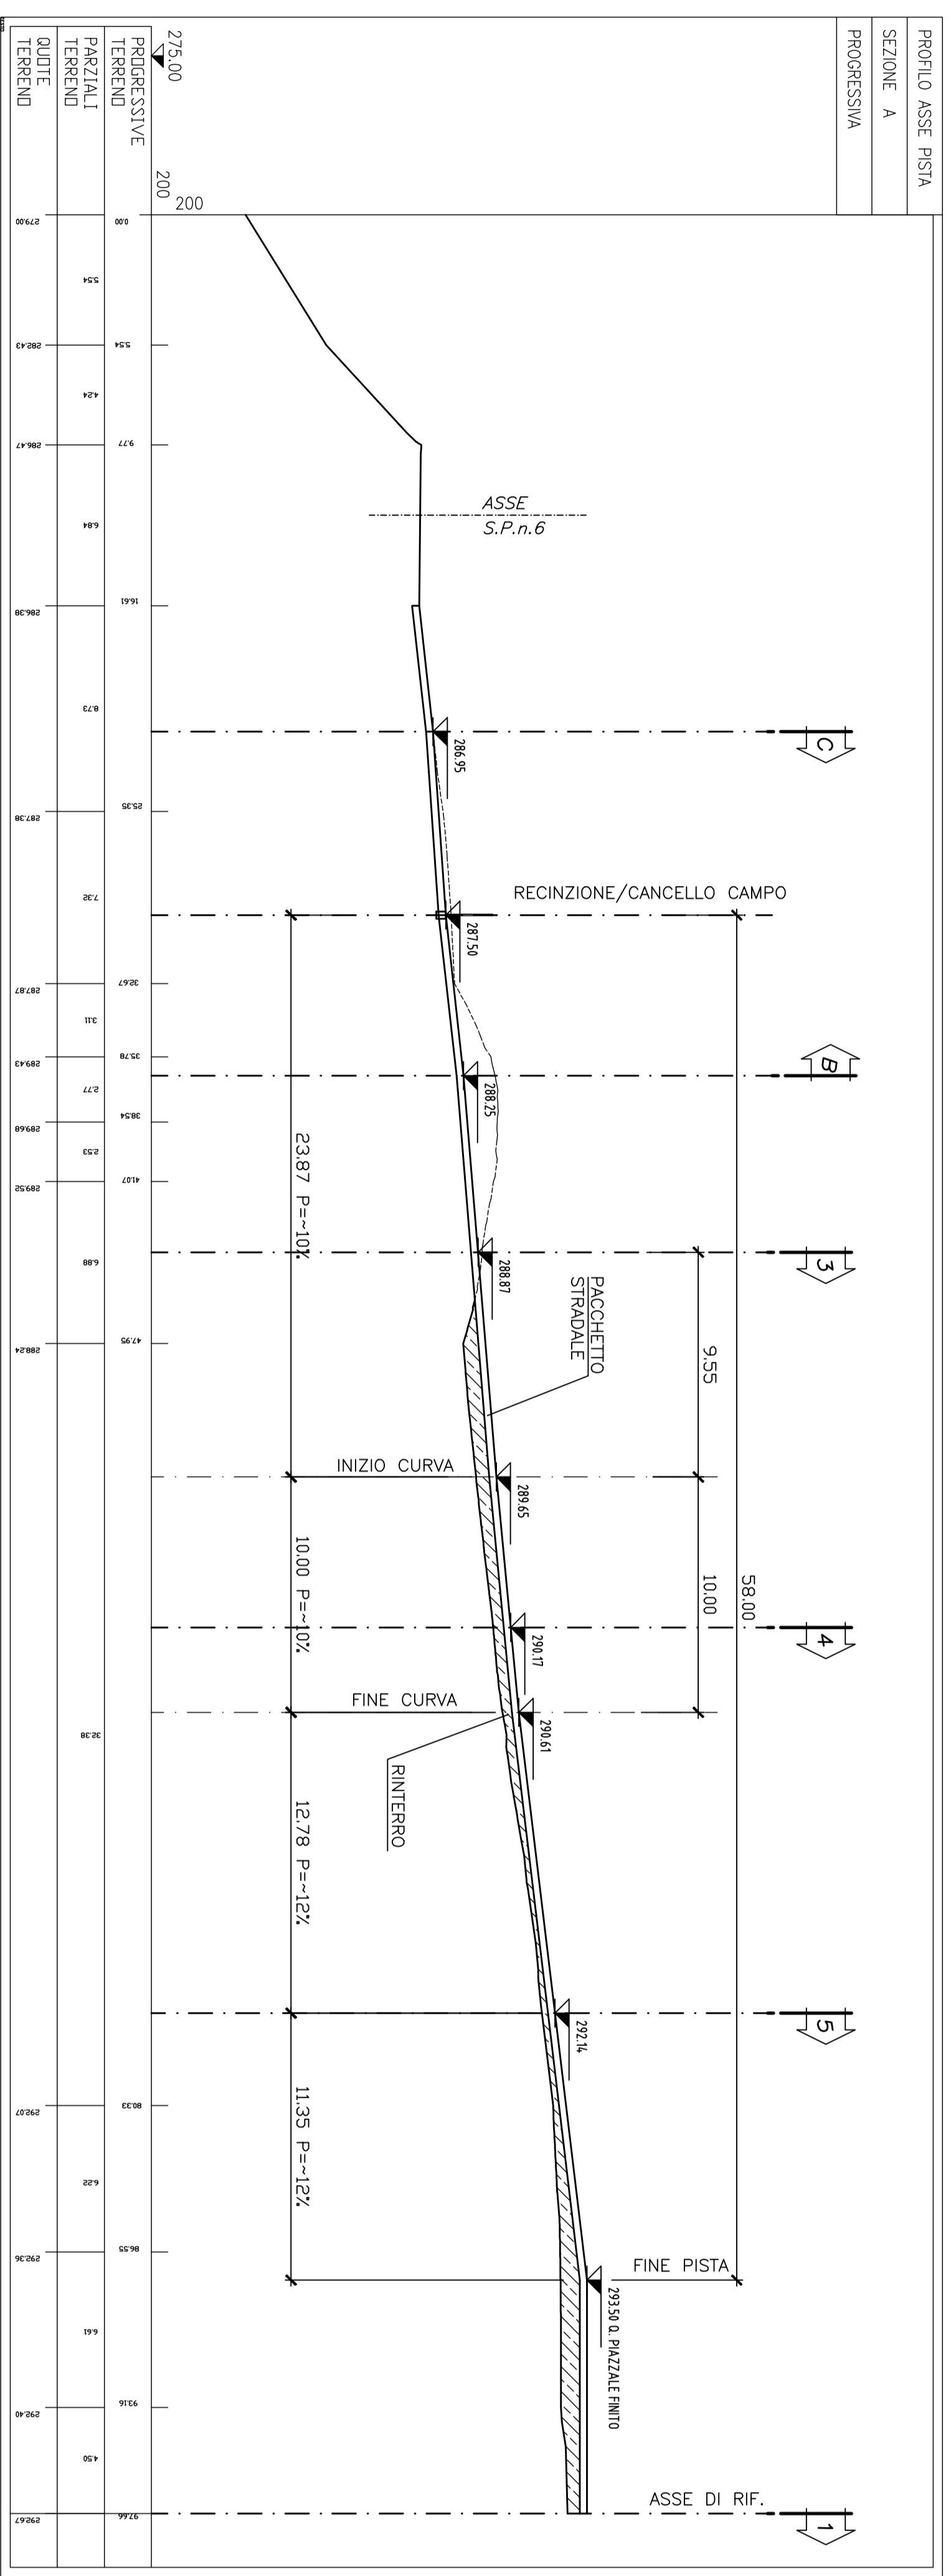 PROFILO ASSE PISTA
SEZIONE A
PROGRESSIVA
C
B
3
4
5
1
58.00
9.55
10.00
RECINZIONE/CANCELLO CAMPO
FINE PISTA
ASSE DI RIF.
ASSE
S.P.n.6
286.95
287.50
288.25
288.87
289.65
290.17
290.61
292.14
293.50 Q. PIAZZALE FINITO
PACCHETTO
STRADALE
INIZIO CURVA
FINE CURVA
RINTERRO
23.87 P=~10%
10.00 P=~10%
12.78 P=~12%
11.35 P=~12%
200
200
275.00
PROGRESSIVE
TERRENO
0.00
5.54
9.77
16.61
25.35
32.67
35.78
38.54
41.07
47.95
80.33
86.55
93.16
97.66
PARZIALI
TERRENO
5.54
4.24
6.84
8.73
7.32
3.11
2.77
2.53
6.88
32.38
6.22
6.61
4.50
QUOTE
TERRENO
279.00
282.43
286.47
286.38
287.38
287.87
289.43
289.68
289.52
288.24
292.07
292.36
292.40
292.67